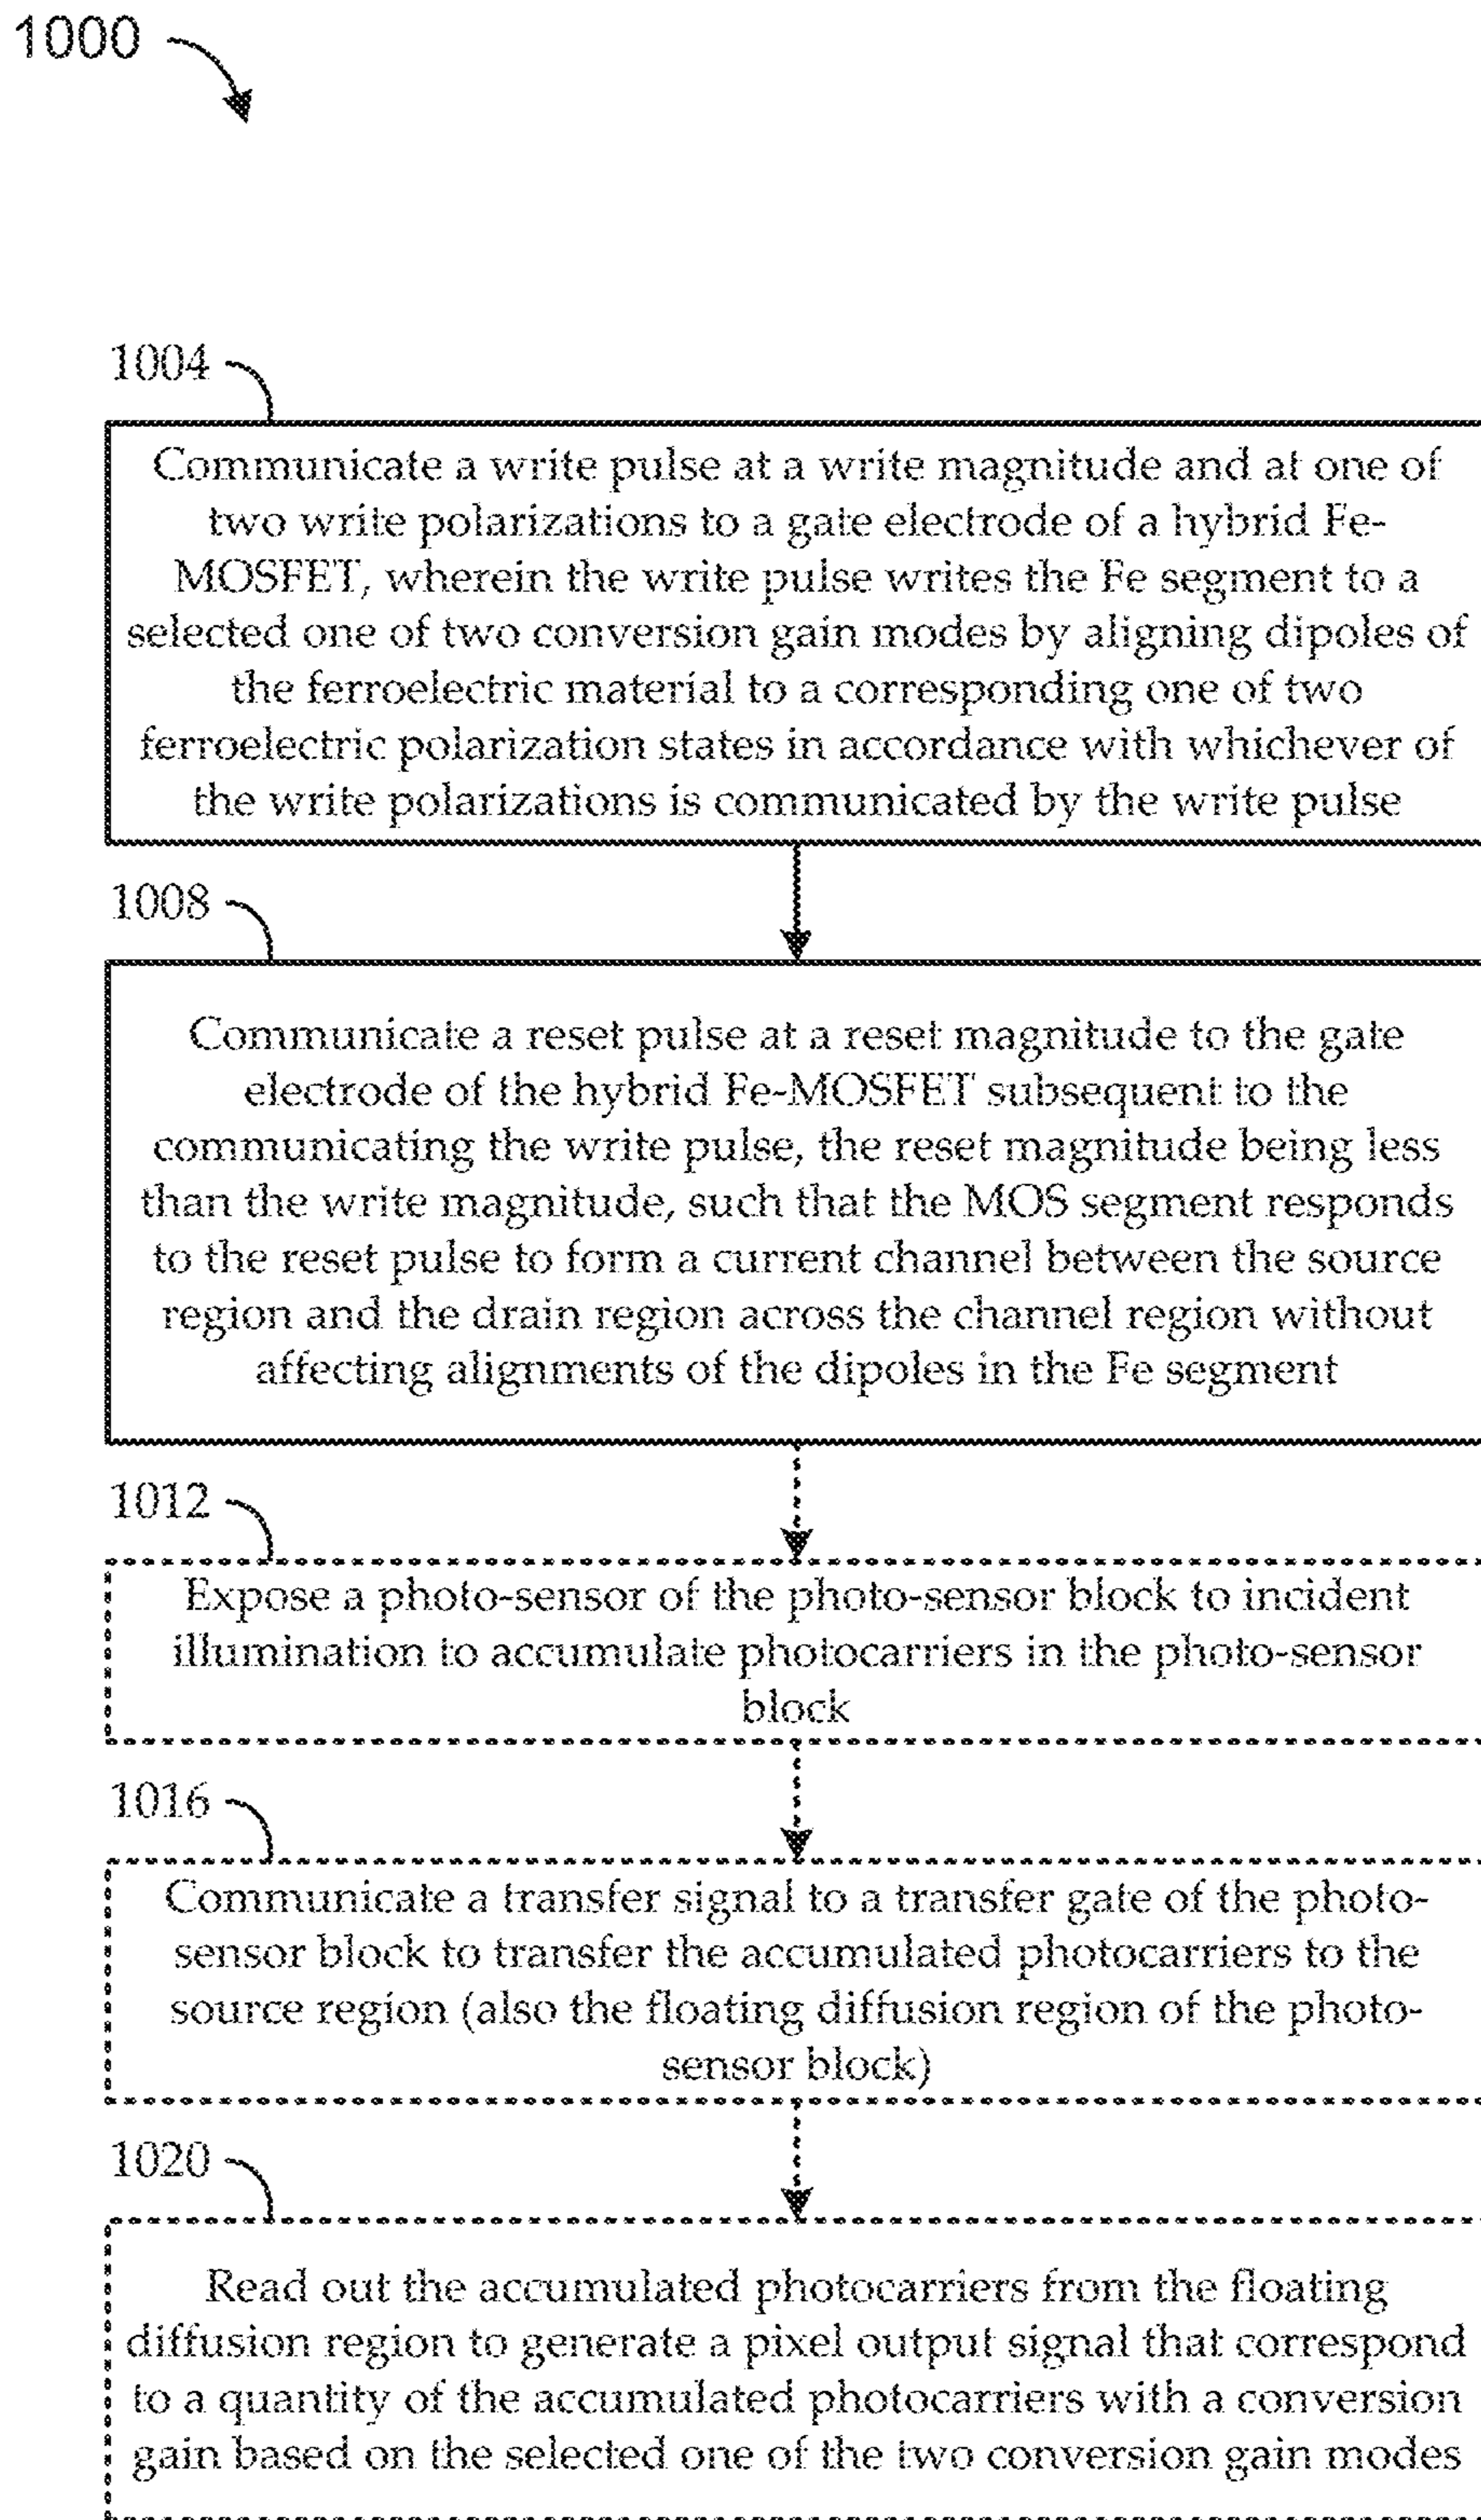 1000
1004
Communicate a write pulse at a write magnitude and at one of
two write polarizations to a gate electrode of a hybrid Fe-
MOSFET, wherein the write pulse writes the Fe segment to a
selected one of two conversion gain modes by aligning dipoles of
the ferroelectric material to a corresponding one of two
ferroelectric polarization states in accordance with whichever of
the write polarizations is communicated by the write pulse
1008
Communicate a reset pulse at a reset magnitude to the gate
electrode of the hybrid Fe-MOSFET subsequent to the
communicating the write pulse, the reset magnitude being less
than the write magnitude, such that the MOS segment responds
to the reset pulse to form a current channel between the source
region and the drain region across the channel region without
affecting alignments of the dipoles in the Fe segment
1012
Expose a photo-sensor of the photo-sensor block to incident
illumination to accumulate photocarriers in the photo-sensor
block
1016
Communicate a transfer signal to a transfer gate of the photo-
sensor block to transfer the accumulated photocarriers to the
source region (also the floating diffusion region of the photo-
sensor block)
1020
Read out the accumulated photocarriers from the floating
diffusion region to generate a pixel output signal that correspond
to a quantity of the accumulated photocarriers with a conversion
gain based on the selected one of the two conversion gain modes